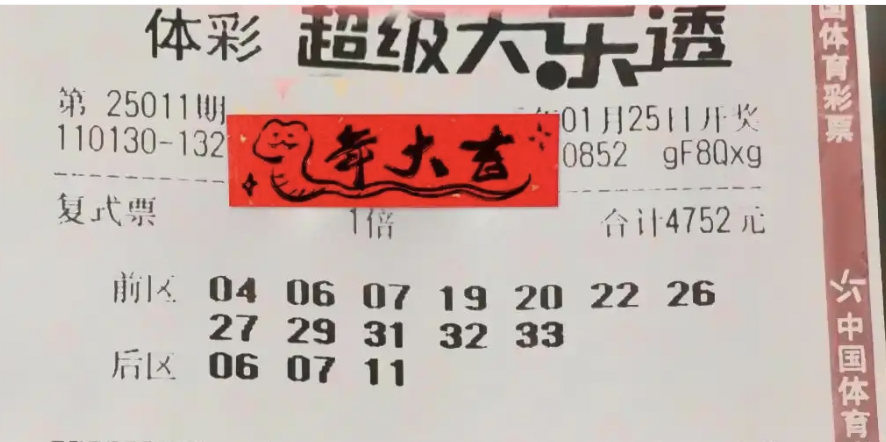 体彩 超级大乐透
第 25011期
年01月25日开奖
110130-132
0852 gF8Qxg
年大吉
复式票 1倍 合计4752元
前区 04 06 07 19 20 22 26
27 29 31 32 33
后区 06 07 11
国体育彩票
中国体育